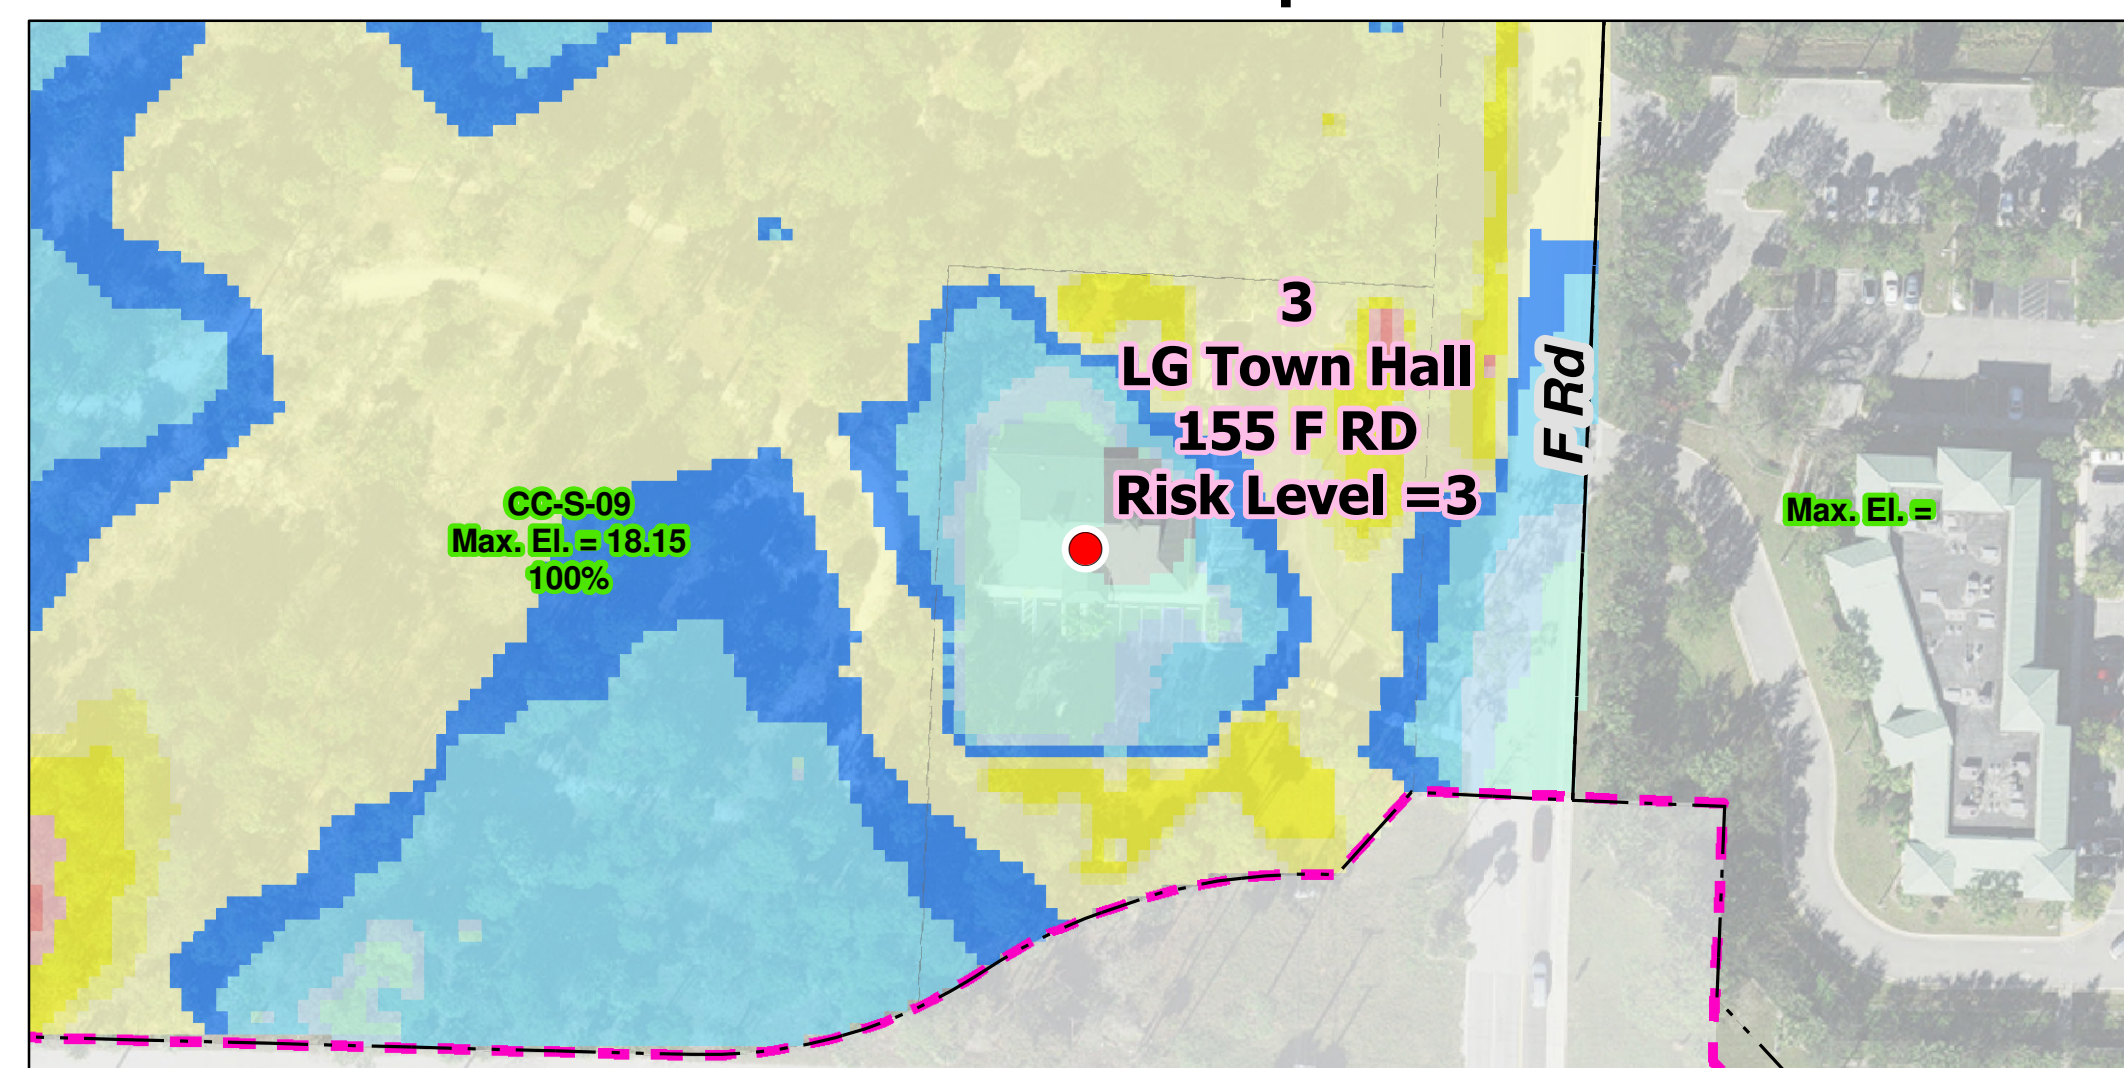 3
LG Town Hall
155 F RD
Risk Level =3
F Rd
CC-S-09
Max. El. = 18.15
100%
Max. El. =